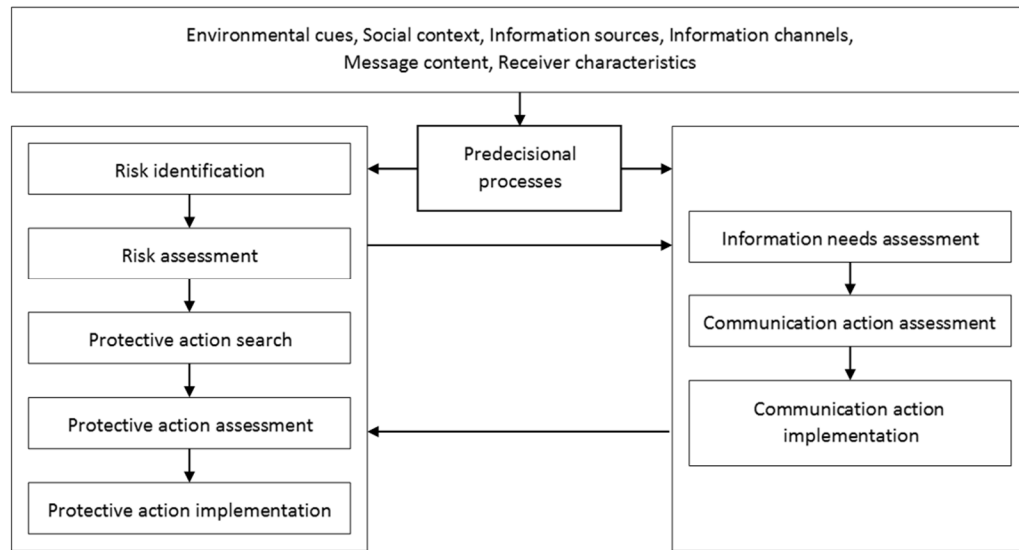 Environmental cues, Social context, Information sources, Information channels,
Message content, Receiver characteristics
Predecisional
processes
Risk identification
Risk assessment
Protective action search
Protective action assessment
Protective action implementation
Information needs assessment
Communication action assessment
Communication action
implementation